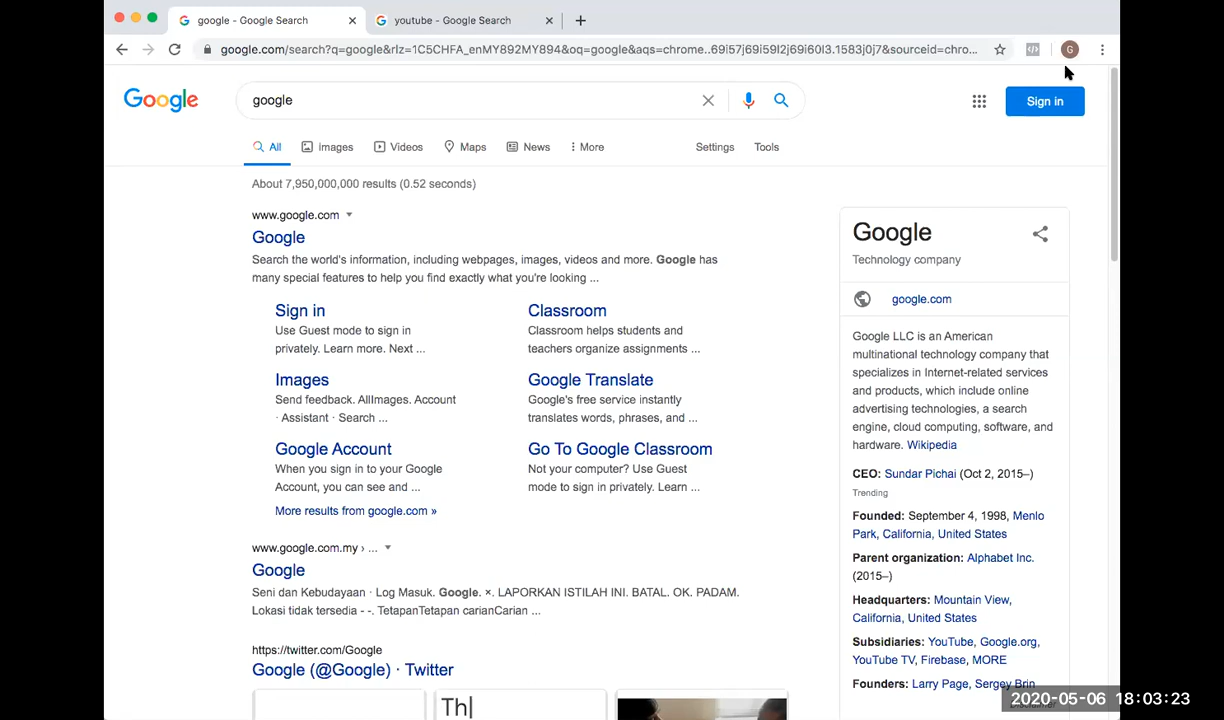 google - Google Search
youtube - Google Search
google.com/search?q=google&rlz=1C5CHFA_enMY892MY894&oq=google&aqs=chrome..69i57j69i59l2j69i60l3.1583j0j7&sourceid=chro...
G
Google
google
Sign in
All
Images
Videos
Maps
News
More
Settings
Tools
About 7,950,000,000 results (0.52 seconds)
www.google.com
Google
Search the world's information, including webpages, images, videos and more. Google has
many special features to help you find exactly what you're looking ...
Sign in
Use Guest mode to sign in
privately. Learn more. Next ...
Classroom
Classroom helps students and
teachers organize assignments ...
Images
Send feedback. AllImages. Account
· Assistant · Search ...
Google Translate
Google's free service instantly
translates words, phrases, and ...
Google Account
When you sign in to your Google
Account, you can see and ...
Go To Google Classroom
Not your computer? Use Guest
mode to sign in privately. Learn ...
More results from google.com »
www.google.com.my › ...
Google
Seni dan Kebudayaan · Log Masuk. Google. ×. LAPORKAN ISTILAH INI. BATAL. OK. PADAM.
Lokasi tidak tersedia - -. TetapanTetapan carianCarian ...
https://twitter.com/Google
Google (@Google) · Twitter
Th|
Google
Technology company
google.com
Google LLC is an American
multinational technology company that
specializes in Internet-related services
and products, which include online
advertising technologies, a search
engine, cloud computing, software, and
hardware. Wikipedia
CEO: Sundar Pichai (Oct 2, 2015–)
Trending
Founded: September 4, 1998, Menlo
Park, California, United States
Parent organization: Alphabet Inc.
(2015–)
Headquarters: Mountain View,
California, United States
Subsidiaries: YouTube, Google.org,
YouTube TV, Firebase, MORE
Founders: Larry Page, Sergey Brin
Disclaimer
2020-05-06 18:03:23